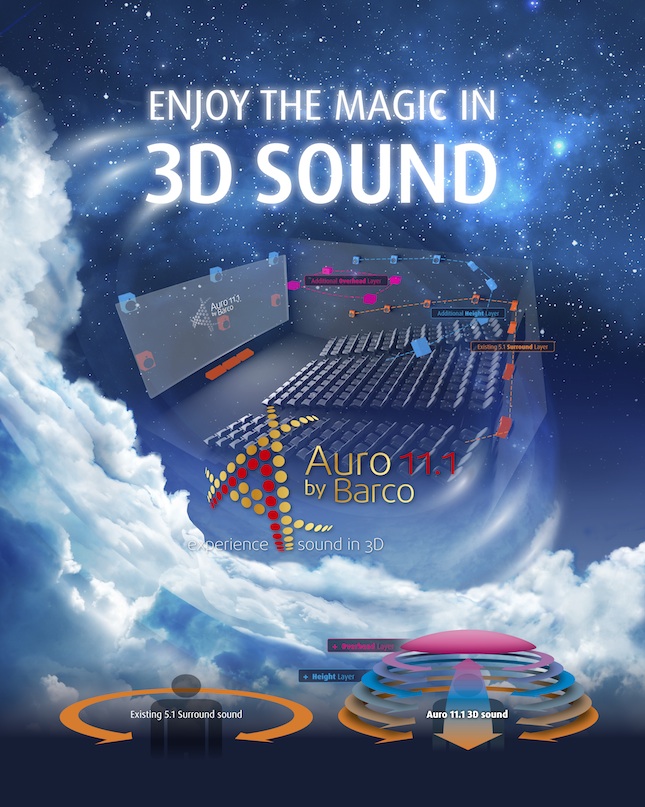 ENJOY THE MAGIC IN
3D SOUND
Additional Overhead Layer
Auro 11.1
by Barco
Additional Height Layer
Existing 5.1 Surround Layer
Auro 11.1
by Barco
experience sound in 3D
+ Overhead Layer
+ Height Layer
Existing 5.1 Surround sound
Auro 11.1 3D sound